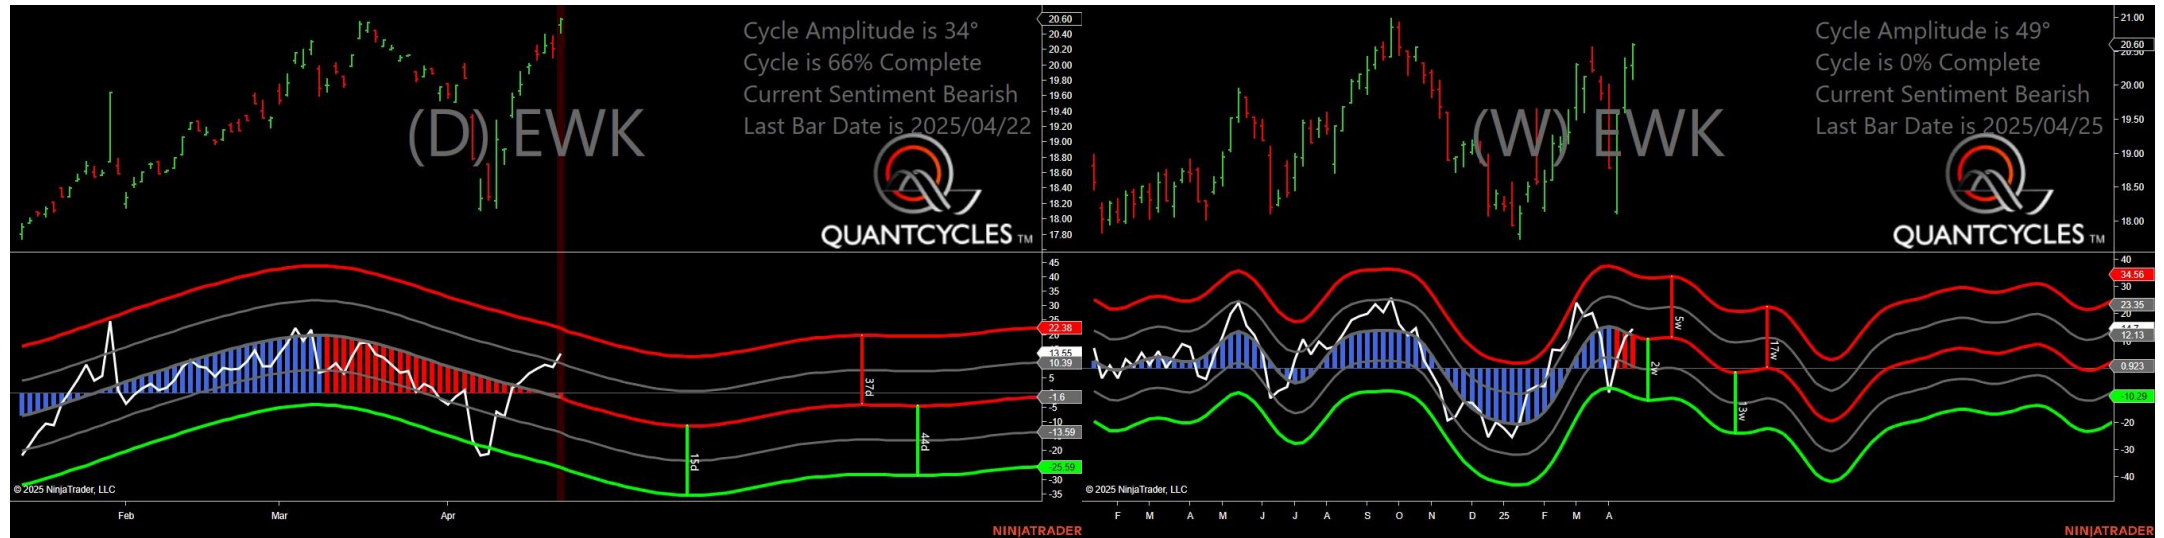 Cycle Amplitude is 34°
Cycle is 66% Complete
Current Sentiment Bearish
Last Bar Date is 2025/04/22
(D) EWK
QUANTCYCLES TM
20.60
20.40
20.20
20.00
19.80
19.60
19.40
19.20
19.00
18.80
18.60
18.40
18.20
18.00
17.80
45
40
35
30
25
22.38
13.55
10.39
5
-1.6
-5
-10
-13.59
-25.59
-30
-35
15d
37d
44d
© 2025 NinjaTrader, LLC
Feb
Mar
Apr
NINJATRADER
Cycle Amplitude is 49°
Cycle is 0% Complete
Current Sentiment Bearish
Last Bar Date is 2025/04/25
(W) EWK
QUANTCYCLES TM
21.00
20.60
20.00
19.50
19.00
18.50
18.00
40
34.56
30
23.35
20
12.13
0.923
-10.29
-20
-30
-40
5w
2w
17w
13w
© 2025 NinjaTrader, LLC
F
M
A
M
J
J
A
S
O
N
D
25
F
M
A
NINJATRADER